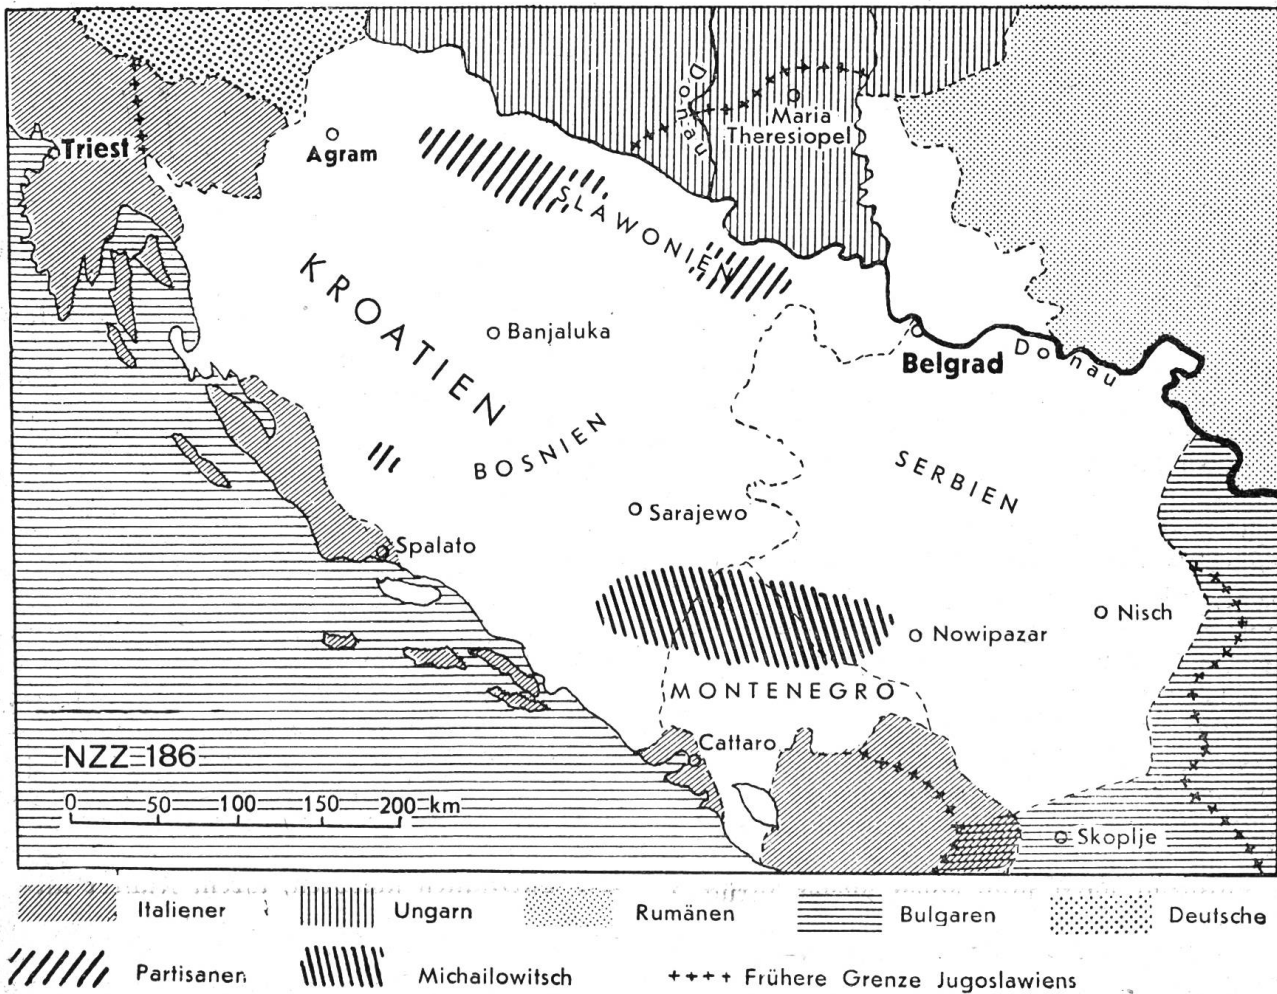 Donau
Maria
Theresiopel
Triest
Agram
SLAWONIEN
KROATIEN
Banjaluka
Belgrad
Donau
BOSNIEN
SERBIEN
Sarajewo
Spalato
Nisch
Nowipazar
MONTENEGRO
Cattaro
NZZ 186
0 50 100 150 200 km
Skoplje
Italiener Ungarn Rumänen Bulgaren Deutsche
Partisanen Michailowitsch ++++ Frühere Grenze Jugoslawiens